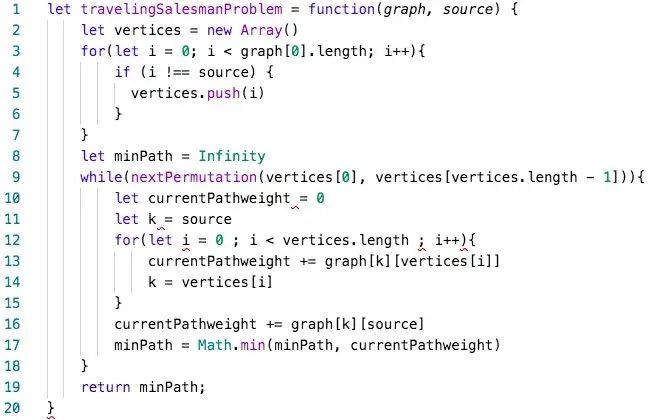 1 let travelingSalesmanProblem = function(graph, source) {
2 let vertices = new Array()
3 for(let i = 0; i < graph[0].length; i++){
4 if (i !== source) {
5 vertices.push(i)
6 }
7 }
8 let minPath = Infinity
9 while(nextPermutation(vertices[0], vertices[vertices.length - 1])){
10 let currentPathweight = 0
11 let k = source
12 for(let i = 0 ; i < vertices.length ; i++){
13 currentPathweight += graph[k][vertices[i]]
14 k = vertices[i]
15 }
16 currentPathweight += graph[k][source]
17 minPath = Math.min(minPath, currentPathweight)
18 }
19 return minPath;
20 }